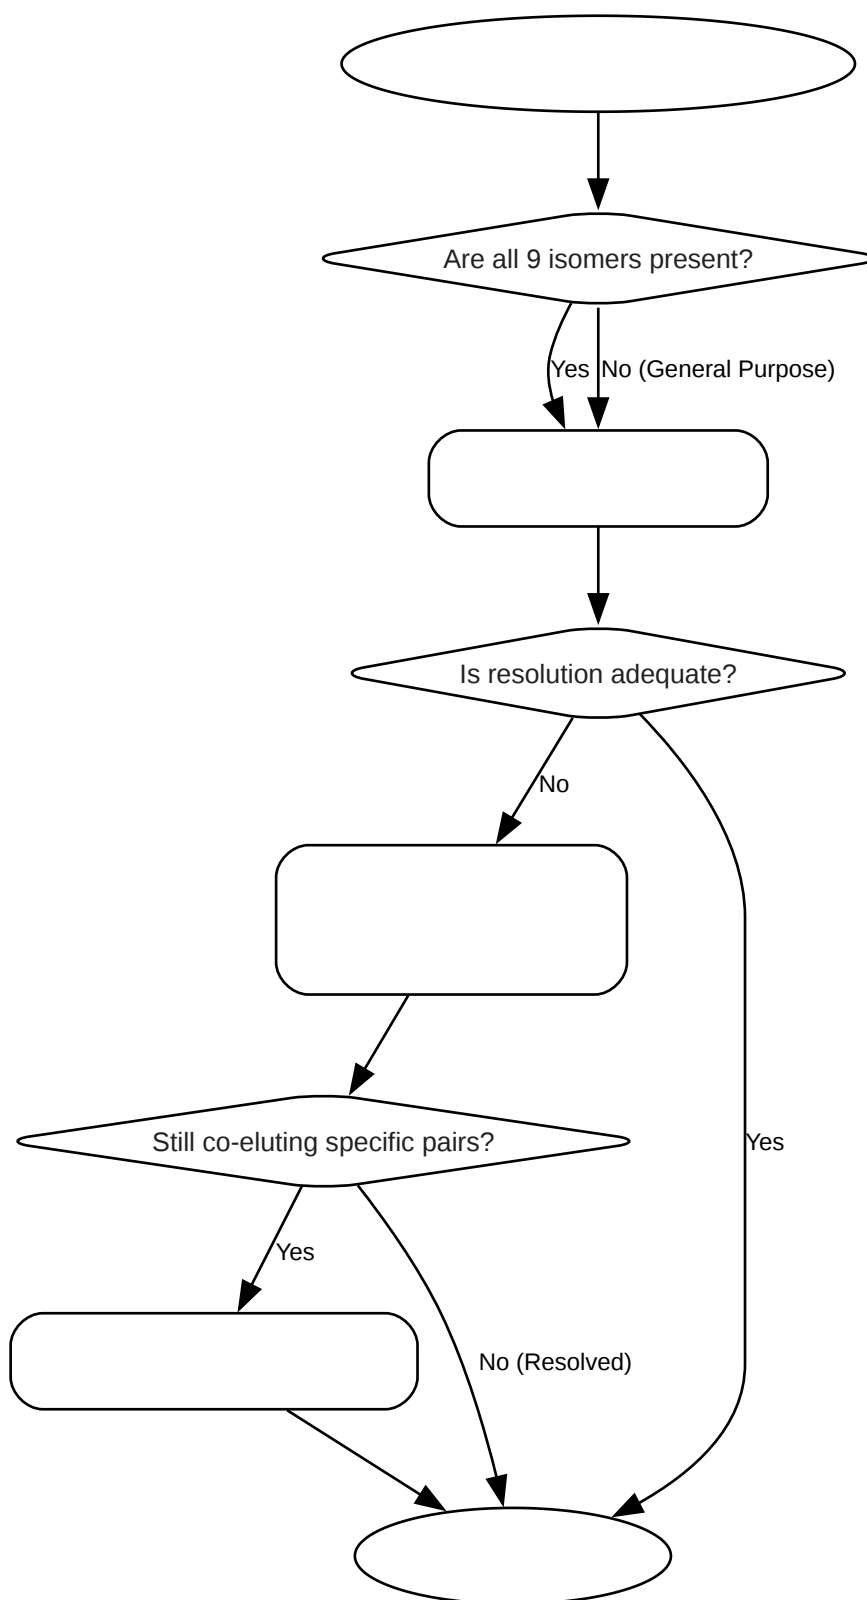 Are all 9 isomers present?
Yes
No (General Purpose)
Is resolution adequate?
No
Still co-eluting specific pairs?
Yes
Yes
No (Resolved)